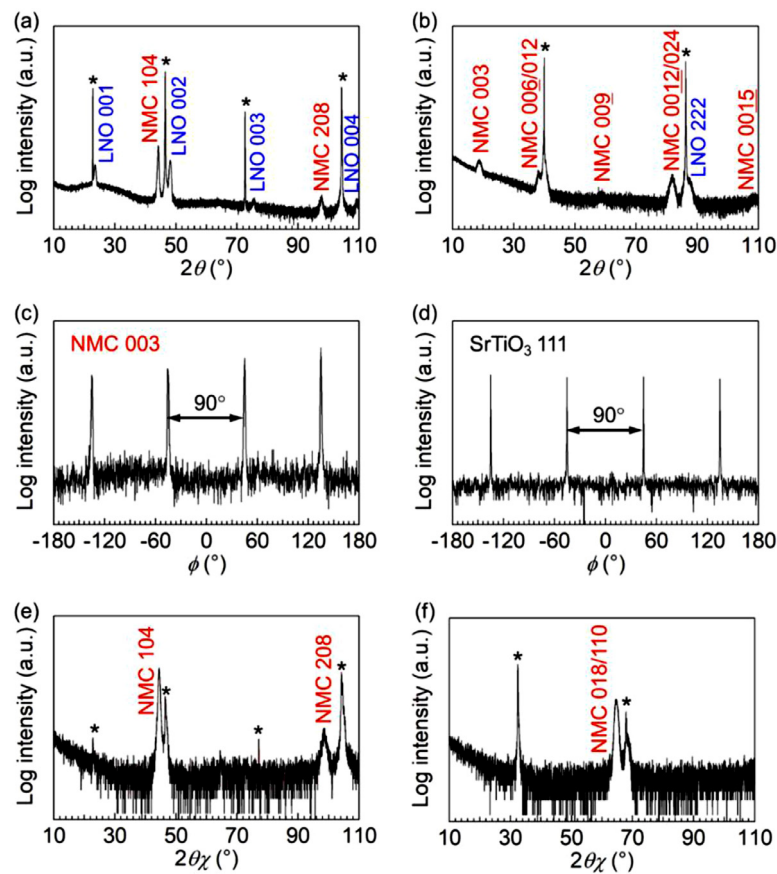 (a)
Log intensity (a.u.)
*
LNO 001
NMC 104
*
LNO 002
*
LNO 003
NMC 208
*
LNO 004
10 30 50 70 90 110
2θ (°)
(b)
Log intensity (a.u.)
NMC 003
NMC 006/012
*
NMC 009
NMC 0012/024
*
LNO 222
NMC 0015
10 30 50 70 90 110
2θ (°)
(c)
Log intensity (a.u.)
NMC 003
90°
-180 -120 -60 0 60 120 180
ϕ (°)
(d)
Log intensity (a.u.)
SrTiO₃ 111
90°
-180 -120 -60 0 60 120 180
ϕ (°)
(e)
Log intensity (a.u.)
*
NMC 104
*
*
NMC 208
*
10 30 50 70 90 110
2θχ (°)
(f)
Log intensity (a.u.)
*
NMC 018/110
*
10 30 50 70 90 110
2θχ (°)